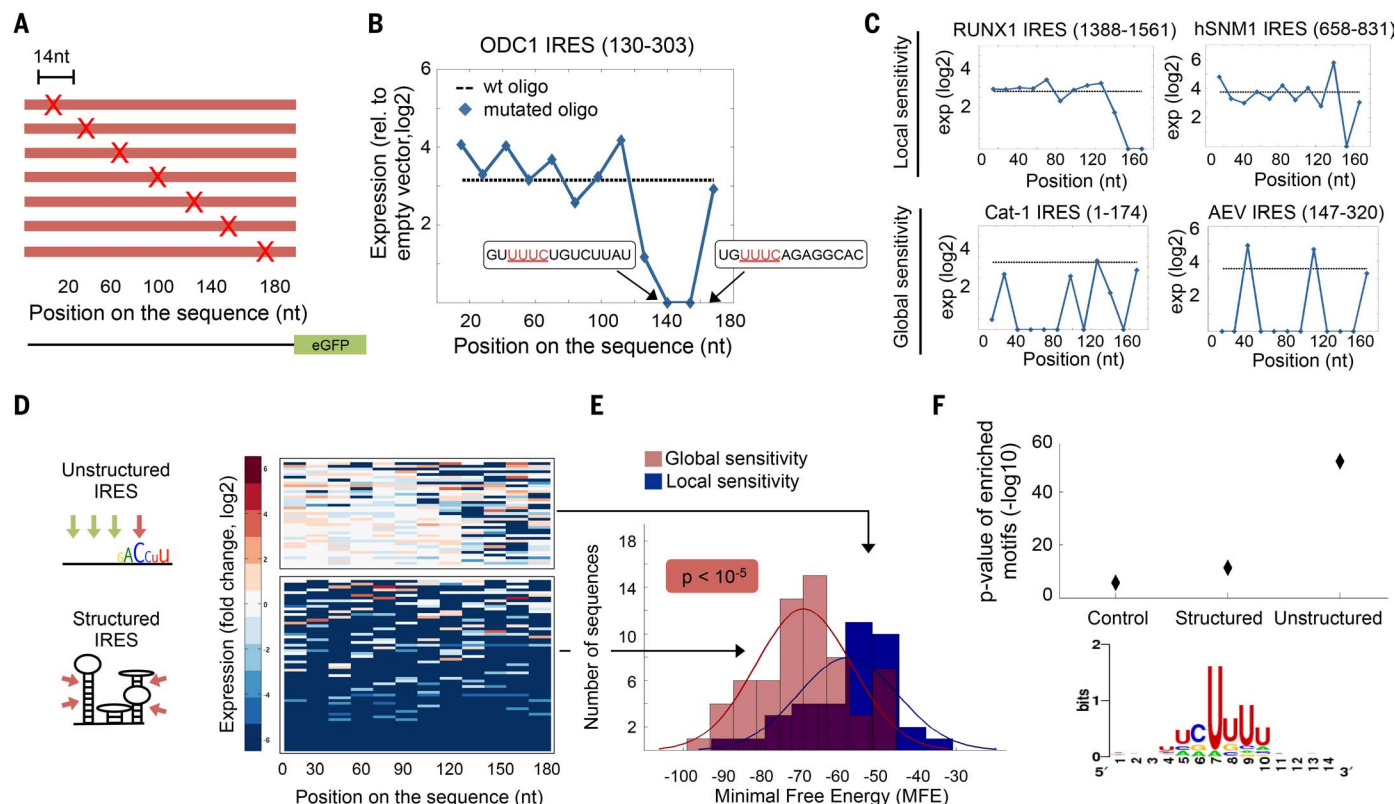 A
14nt
20 60 100 140 180
Position on the sequence (nt)
eGFP
B
ODC1 IRES (130-303)
Expression (rel. to
empty vector,log2)
6
4
2
wt oligo
mutated oligo
GUUUUCUGUCUUAU
UGUUUCAGAGGCAC
20 60 100 140 180
Position on the sequence (nt)
C
Local sensitivity
RUNX1 IRES (1388-1561)
exp (log2)
4
2
0 40 80 120 160
Position (nt)
hSNM1 IRES (658-831)
exp (log2)
6
4
2
0 40 80 120 160
Position (nt)
Global sensitivity
Cat-1 IRES (1-174)
exp (log2)
4
2
0 40 80 120 160
Position (nt)
AEV IRES (147-320)
exp (log2)
6
4
2
0 40 80 120 160
Position (nt)
D
Unstructured
IRES
GACCuU
Structured
IRES
Expression (fold change, log2)
6
4
2
0
-2
-4
-6
0 30 60 90 120 150 180
Position on the sequence (nt)
E
Global sensitivity
Local sensitivity
p < 10-5
Number of sequences
18
14
10
6
2
-100 -90 -80 -70 -60 -50 -40 -30
Minimal Free Energy (MFE)
F
p-value of enriched
motifs (-log10)
60
40
20
0
Control Structured Unstructured
bits
2
1
0
UCUUUU
5′ 1 2 3 4 5 6 7 8 9 10 11 12 13 14 3′